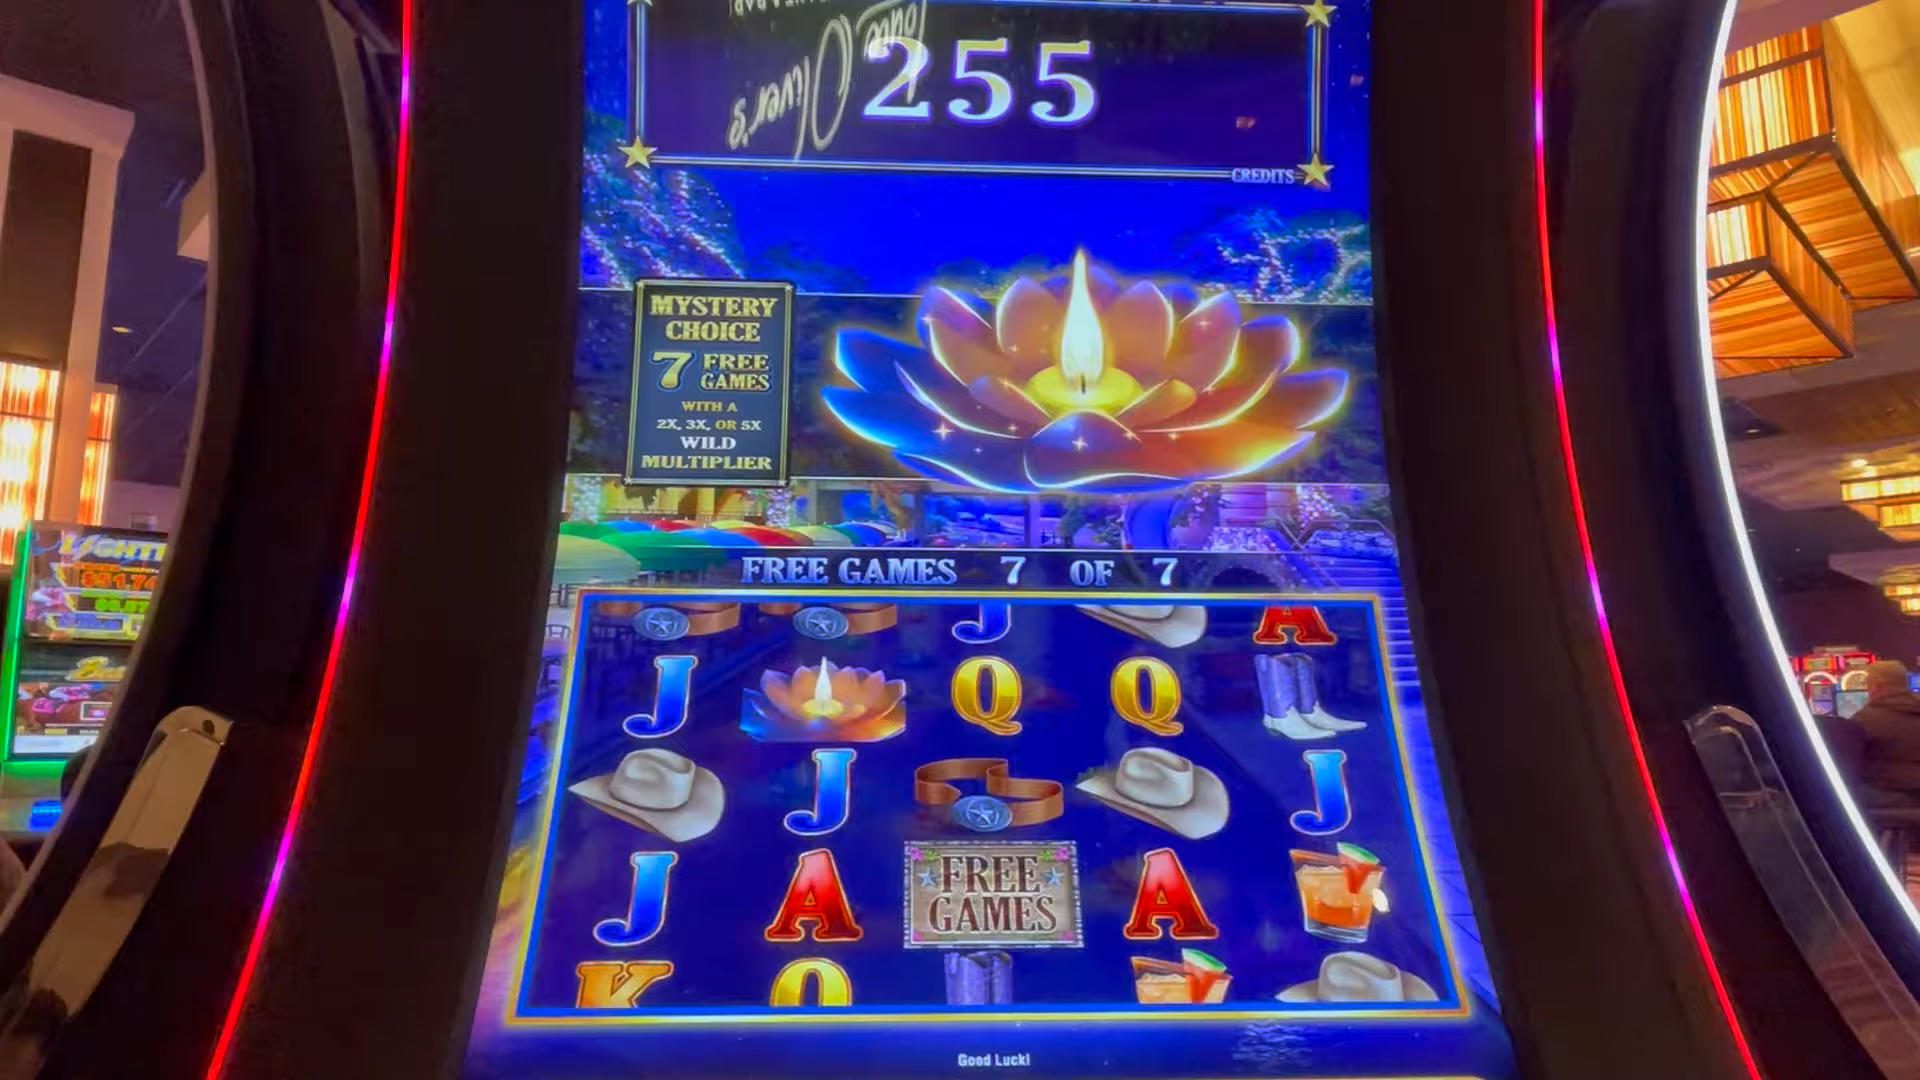 255
CREDITS
MYSTERY
CHOICE
7 FREE
GAMES
WITH A
2X, 3X, OR 5X
WILD
MULTIPLIER
FREE GAMES 7 OF 7
J
A
J Q Q
J J
FREE
GAMES
J A A
K Q
Good Luck!
Oliver's